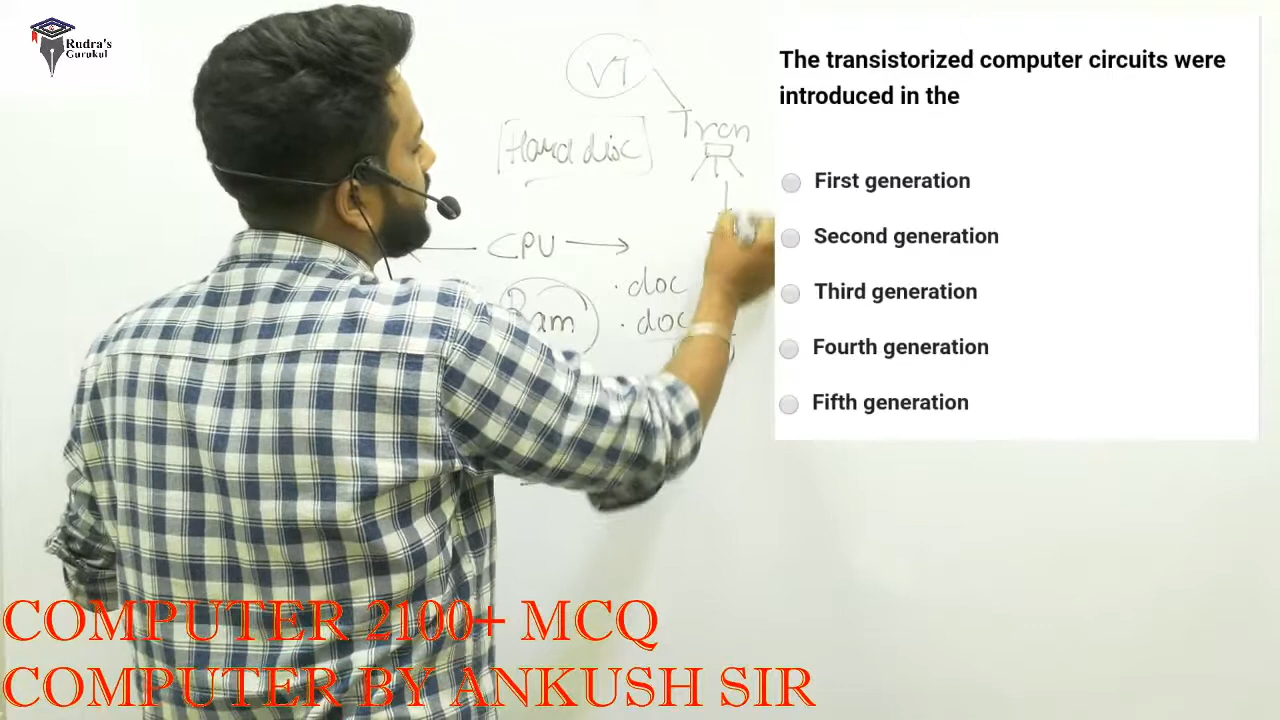 Rudra's
Gurukul
VT
Tran
Hard disc
CPU
.doc
.doc
Ram
The transistorized computer circuits were
introduced in the
First generation
Second generation
Third generation
Fourth generation
Fifth generation
COMPUTER 2100+ MCQ
COMPUTER BY ANKUSH SIR